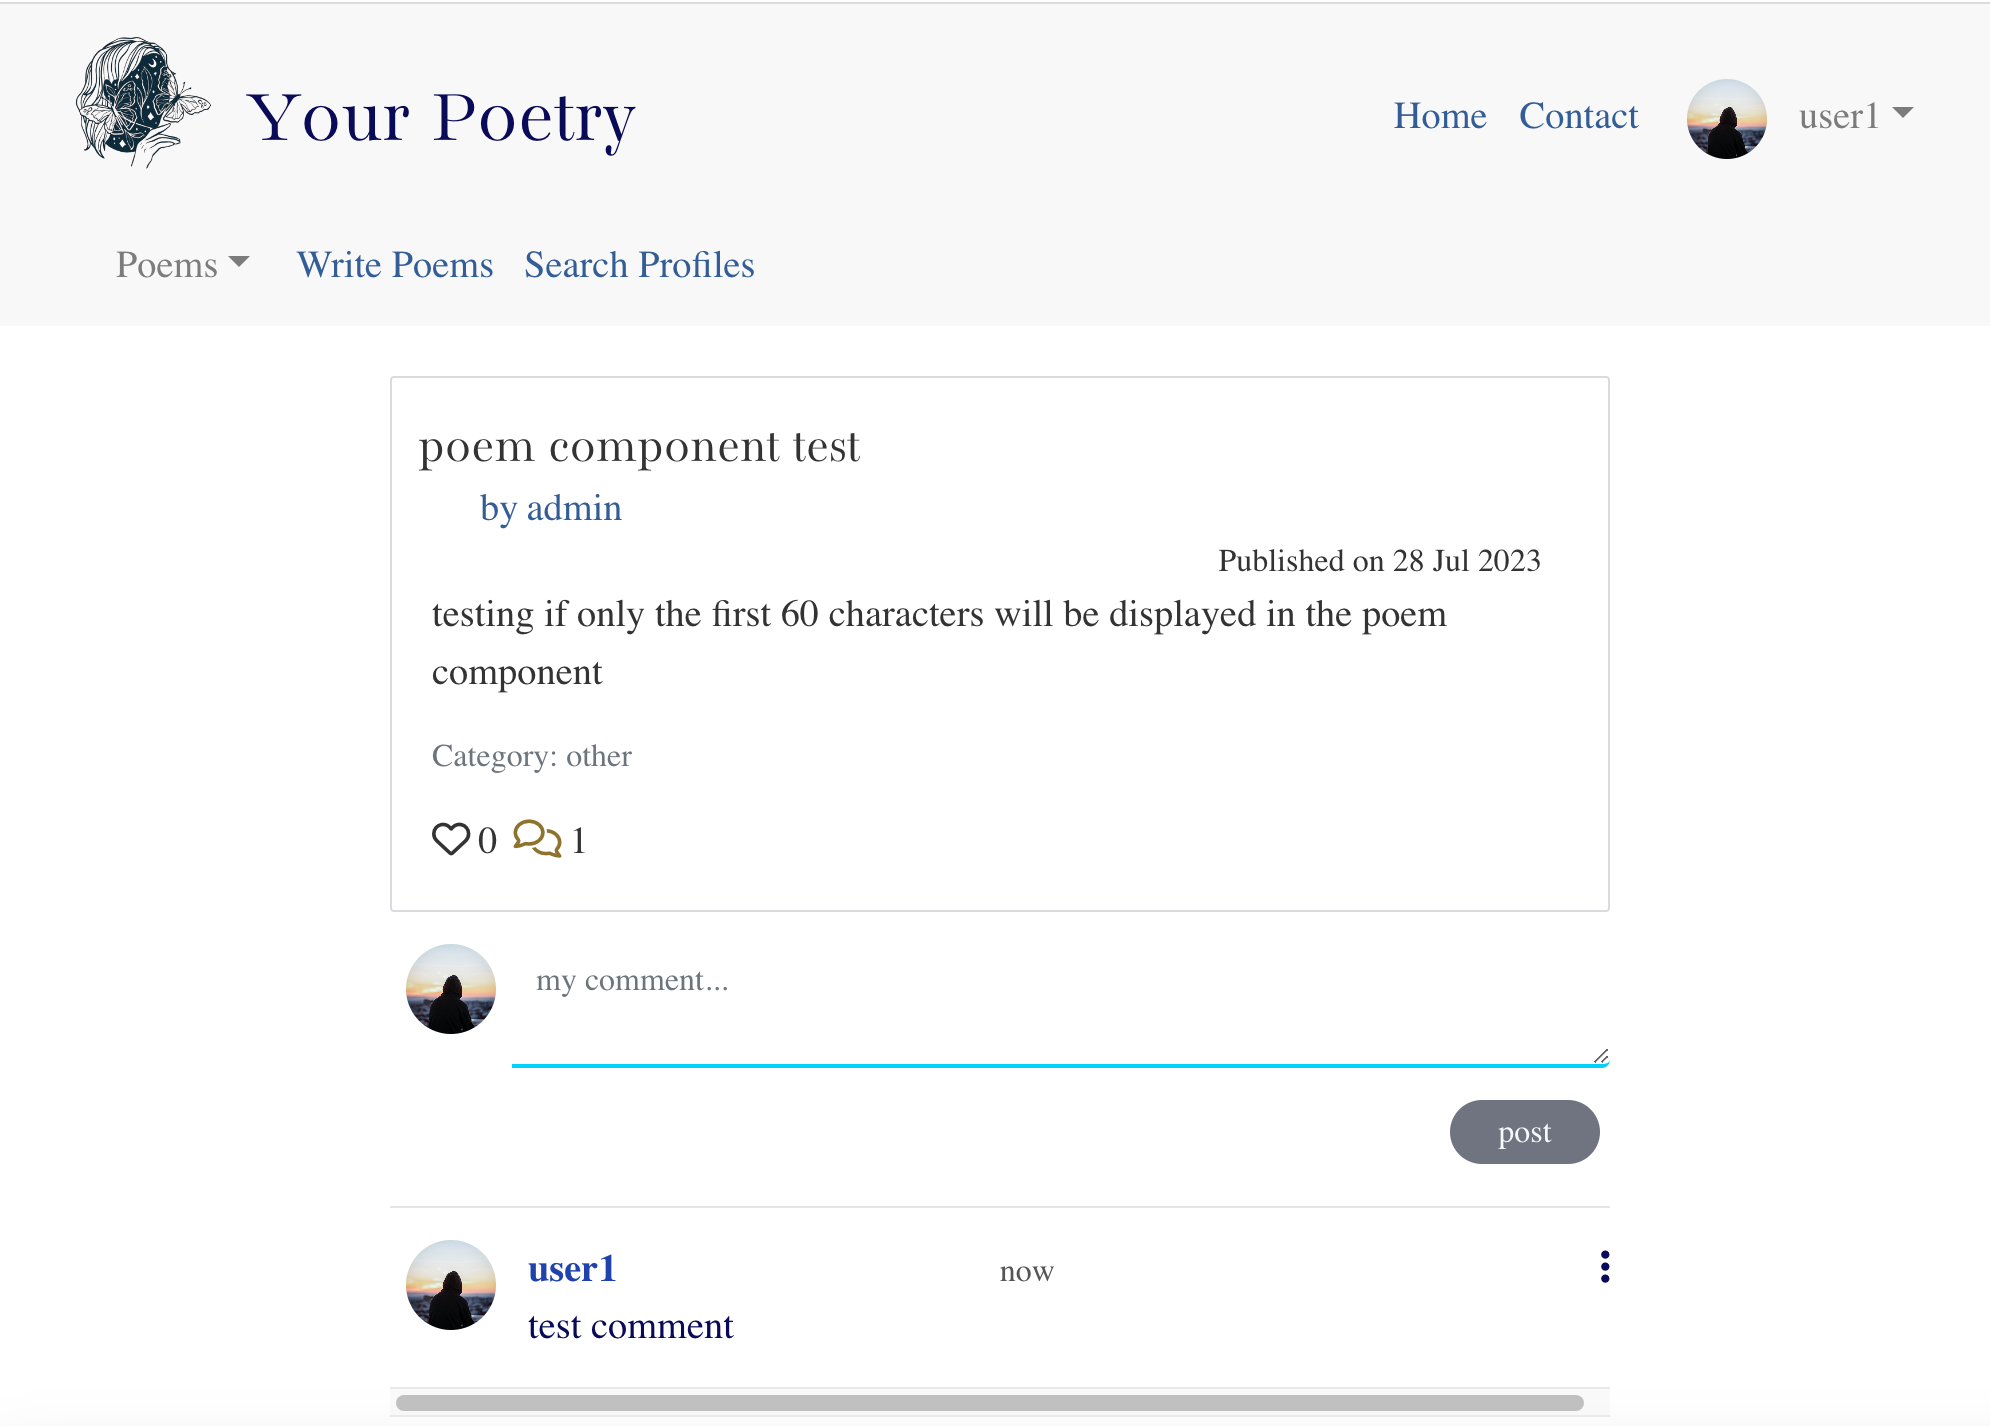 Your Poetry
Home Contact user1
Poems Write Poems Search Profiles
poem component test
by admin
Published on 28 Jul 2023
testing if only the first 60 characters will be displayed in the poem
component
Category: other
0 1
my comment...
post
user1 now
test comment